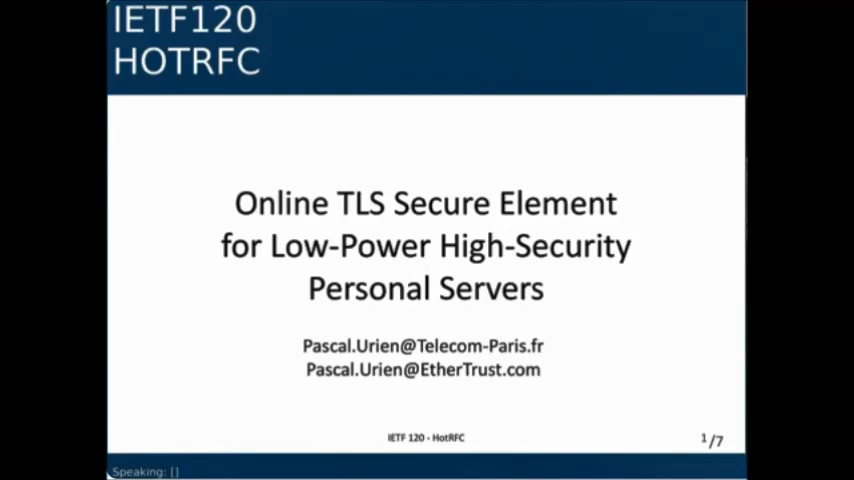 IETF120
HOTRFC
Online TLS Secure Element
for Low-Power High-Security
Personal Servers
Pascal.Urien@Telecom-Paris.fr
Pascal.Urien@EtherTrust.com
IETF 120 - HotRFC
1/7
Speaking: []